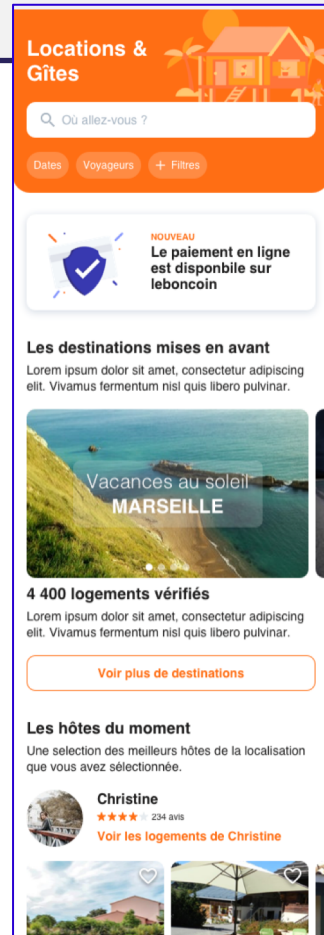 Locations &
Gîtes
Où allez-vous ?
Dates
Voyageurs
+ Filtres
NOUVEAU
Le paiement en ligne
est disponbile sur
leboncoin
Les destinations mises en avant
Lorem ipsum dolor sit amet, consectetur adipiscing
elit. Vivamus fermentum nisl quis libero pulvinar.
Vacances au soleil
MARSEILLE
4 400 logements vérifiés
Lorem ipsum dolor sit amet, consectetur adipiscing
elit. Vivamus fermentum nisl quis libero pulvinar.
Voir plus de destinations
Les hôtes du moment
Une selection des meilleurs hôtes de la localisation
que vous avez sélectionnée.
Christine
234 avis
Voir les logements de Christine